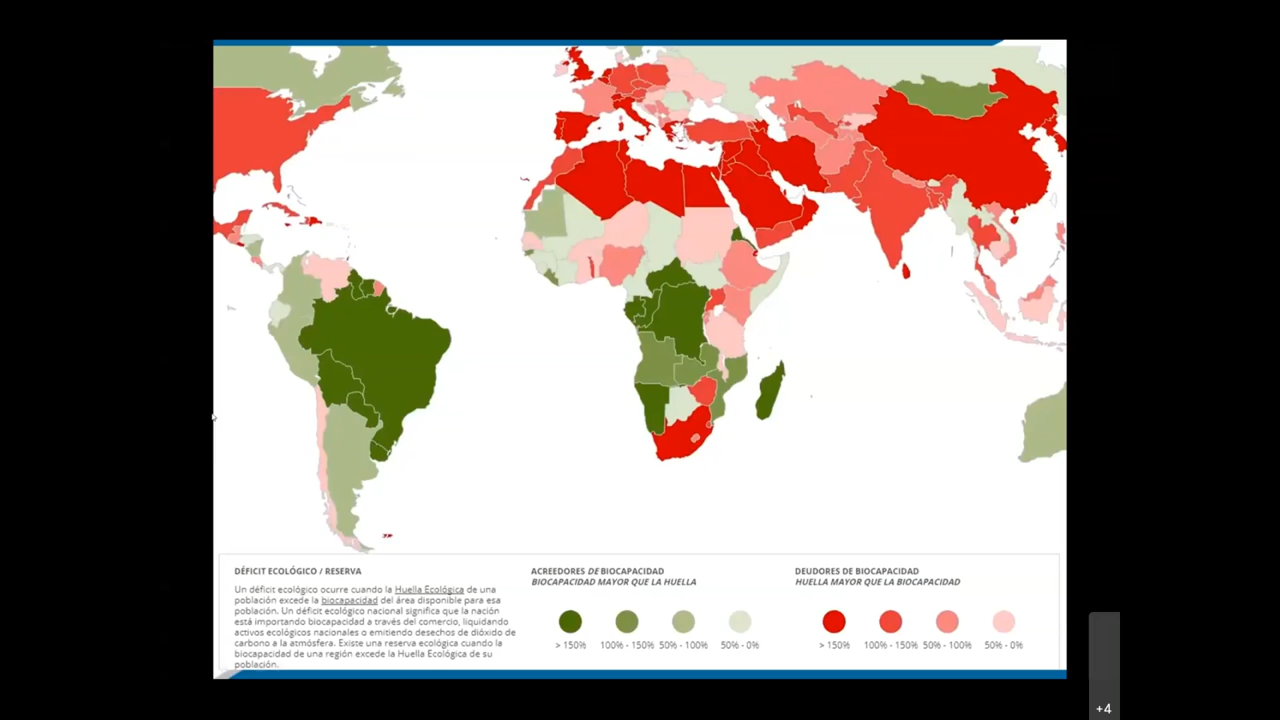 DÉFICIT ECOLÓGICO / RESERVA
Un déficit ecológico ocurre cuando la Huella Ecológica de una
población excede la biocapacidad del área disponible para esa
población. Un déficit ecológico nacional significa que la nación
está importando biocapacidad a través del comercio, liquidando
activos ecológicos nacionales o emitiendo desechos de dióxido de
carbono a la atmósfera. Existe una reserva ecológica cuando la
biocapacidad de una región excede la Huella Ecológica de su
población.
ACREEDORES DE BIOCAPACIDAD
BIOCAPACIDAD MAYOR QUE LA HUELLA
> 150% 100% - 150% 50% - 100% 50% - 0%
DEUDORES DE BIOCAPACIDAD
HUELLA MAYOR QUE LA BIOCAPACIDAD
> 150% 100% - 150% 50% - 100% 50% - 0%
+4